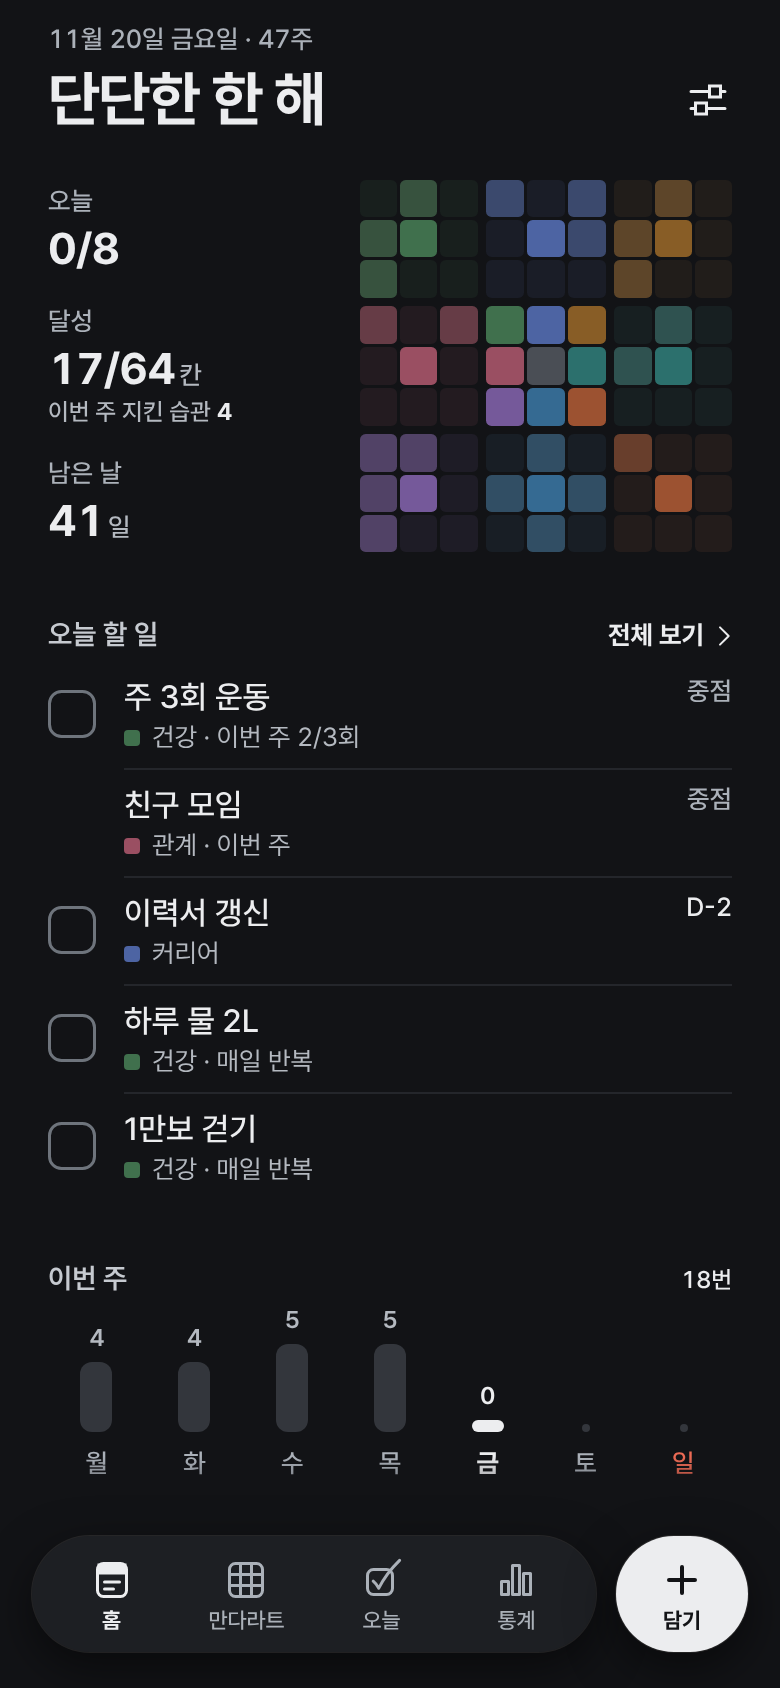 11월 20일 금요일 · 47주
단단한 한 해
오늘
0/8
달성
17/64칸
이번 주 지킨 습관 4
남은 날
41일
오늘 할 일
전체 보기
주 3회 운동
중점
건강 · 이번 주 2/3회
친구 모임
중점
관계 · 이번 주
이력서 갱신
D-2
커리어
하루 물 2L
건강 · 매일 반복
1만보 걷기
건강 · 매일 반복
이번 주
18번
4 4 5 5 0
월 화 수 목 금 토 일
홈 만다라트 오늘 통계 담기